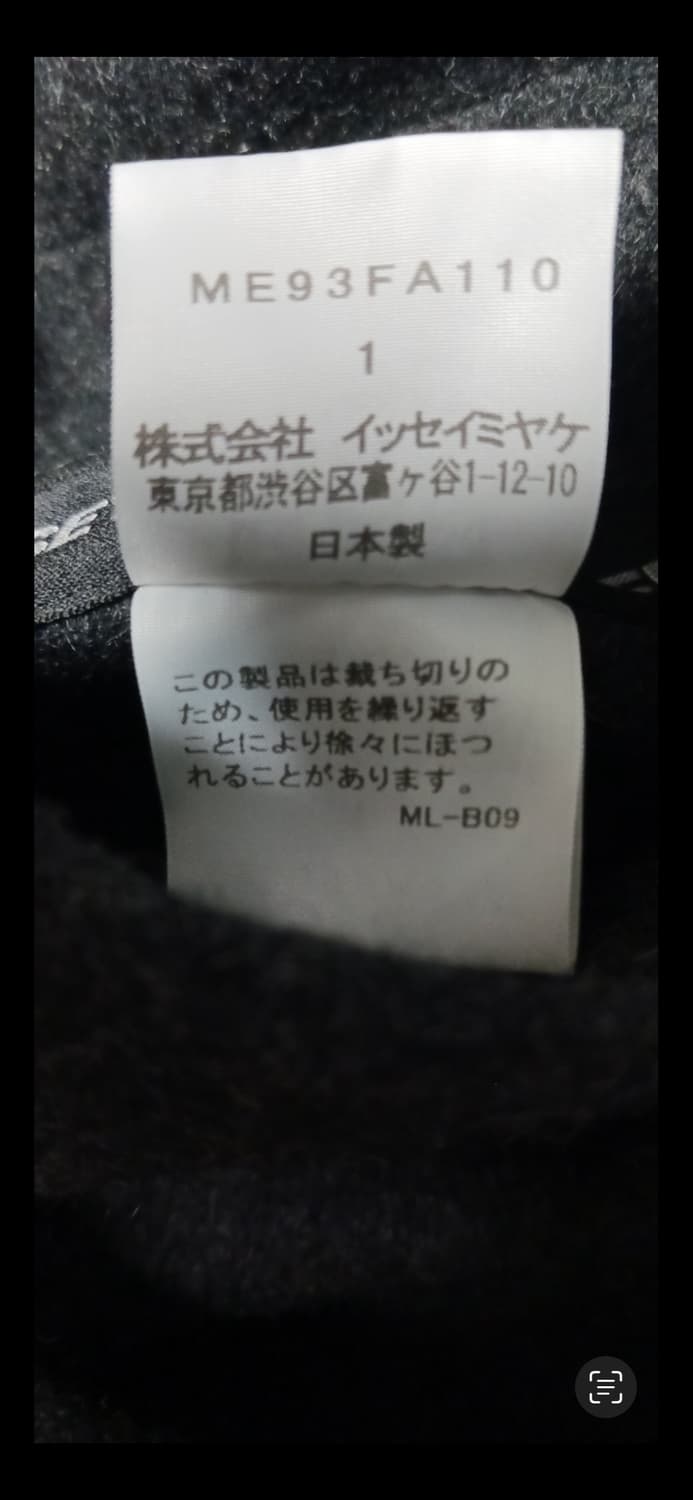 ME93FA110
1
株式会社 イッセイミヤケ
東京都渋谷区富ヶ谷1-12-10
日本製
この製品は裁ち切りの
ため、使用を繰り返す
ことにより徐々にほつ
れることがあります。
ML-B09